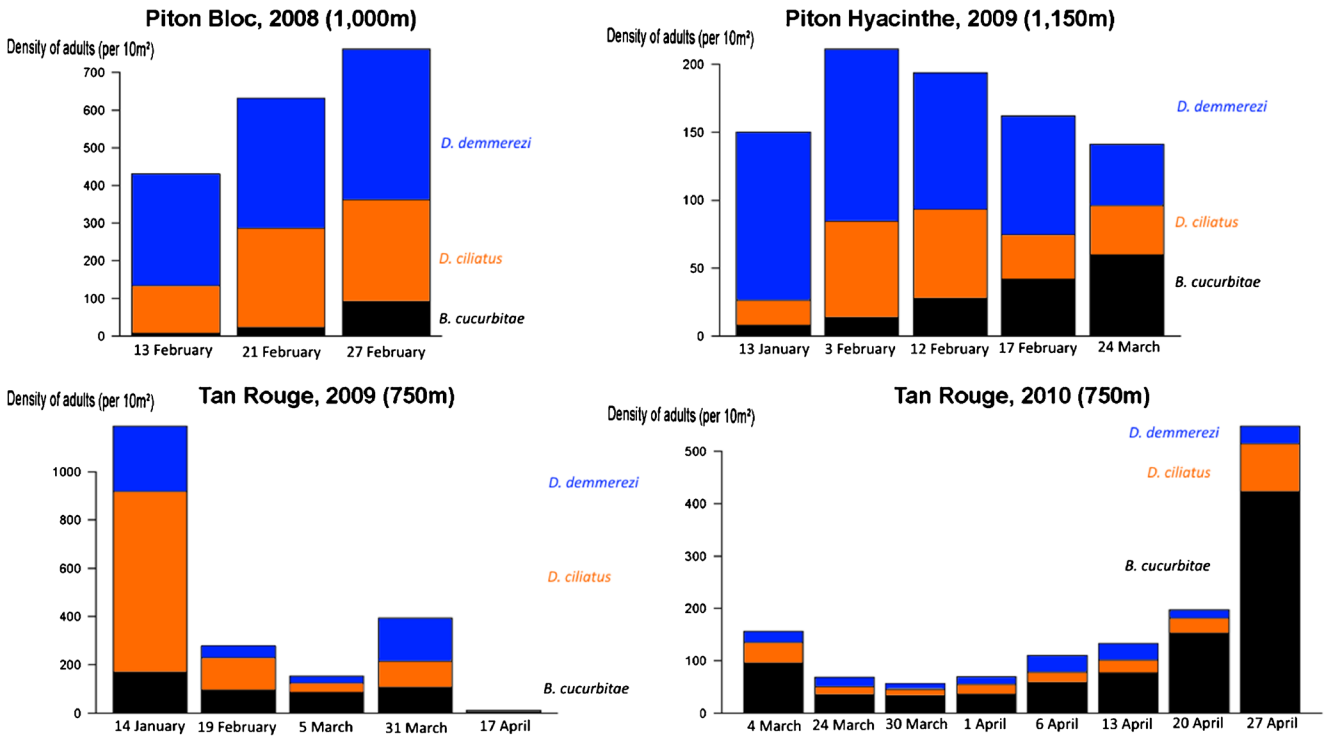 Piton Bloc, 2008 (1,000m)
Density of adults (per 10m²)
700
600
500
400
300
200
100
0
D. demmerezi
D. ciliatus
B. cucurbitae
13 February 21 February 27 February
Piton Hyacinthe, 2009 (1,150m)
Density of adults (per 10m²)
200
150
100
50
0
D. demmerezi
D. ciliatus
B. cucurbitae
13 January 3 February 12 February 17 February 24 March
Tan Rouge, 2009 (750m)
Density of adults (per 10m²)
1000
800
600
400
200
0
D. demmerezi
D. ciliatus
B. cucurbitae
14 January 19 February 5 March 31 March 17 April
Tan Rouge, 2010 (750m)
Density of adults (per 10m²)
500
400
300
200
100
0
D. demmerezi
D. ciliatus
B. cucurbitae
4 March 24 March 30 March 1 April 6 April 13 April 20 April 27 April